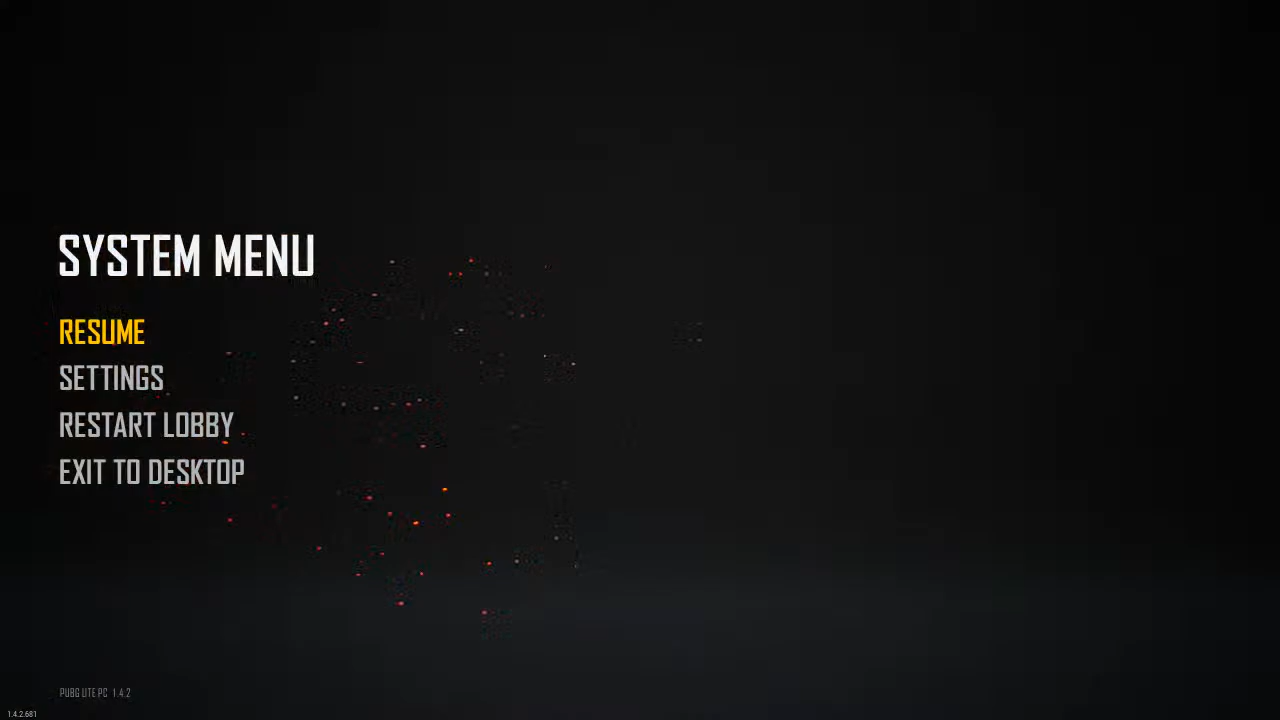 SYSTEM MENU
RESUME
SETTINGS
RESTART LOBBY
EXIT TO DESKTOP
PUBG LITE PC 1.4.2
1.4.2.681